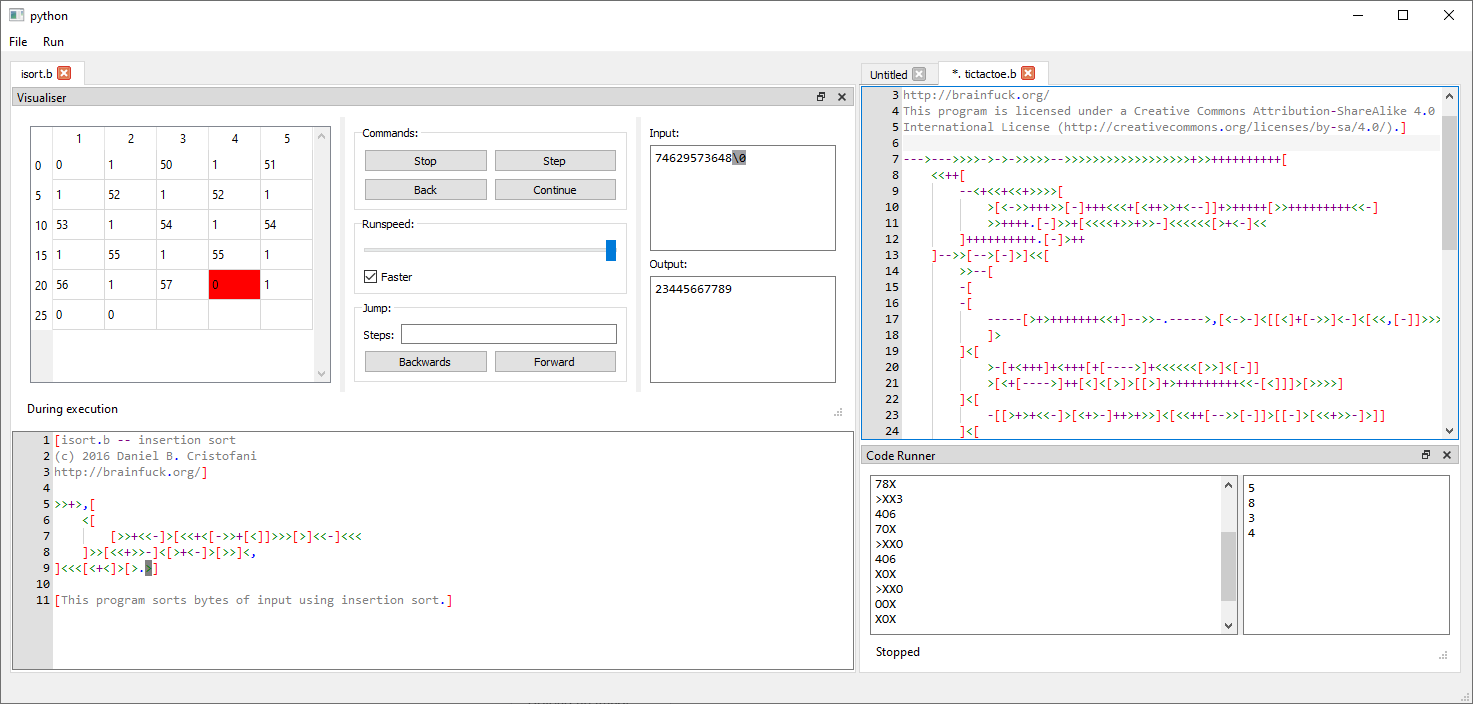 python
File Run
isort.b
Visualiser
1 2 3 4 5
0 0 1 50 1 51
5 1 52 1 52 1
10 53 1 54 1 54
15 1 55 1 55 1
20 56 1 57 0 1
25 0 0
Commands:
Stop Step
Back Continue
Runspeed:
Faster
Jump:
Steps:
Backwards Forward
Input:
74629573648\0
Output:
23445667789
During execution
1 [isort.b -- insertion sort
2 (c) 2016 Daniel B. Cristofani
3 http://brainfuck.org/]
4
5 >>+>,[
6 <[
7 [>>+<<-]>[<<+<[->>+[<]]>>>[>]<<-]<<<
8 ]>>[<<+>>-]<[>+<-]>[>>]<,
9 ]<<<[<+<]>[>.>]
10
11 [This program sorts bytes of input using insertion sort.]
Untitled *. tictactoe.b
3 http://brainfuck.org/
4 This program is licensed under a Creative Commons Attribution-ShareAlike 4.0
5 International License (http://creativecommons.org/licenses/by-sa/4.0/).]
6
7 --->--->>>>->->->>>>>-->>>>>>>>>>>>>>>>>>+>>++++++++++[
8 <<++[
9 --<+<<+<<+>>>>[
10 >[<->>+++>>[-]+++<<<+[<++>>+<--]]+>+++++[>>+++++++++<<-]
11 >>++++.[-]>>+[<<<<+>>+>>-]<<<<<<[>+<-]<<
12 ]++++++++++.[-]>++
13 ]-->>[-->[-]>]<<[
14 >>--[
15 -[
16 -[
17 -----[>+>+++++++<<+]-->>-.----->,[<->-]<[[<]+[->>]<-]<[<<,[-]]>>>
18 ]>
19 ]<[
20 >-[+<+++]+<+++[+[---->]+<<<<<<[>>]<[-]]
21 >[<+[---->]++[<]<[>]>[[>]+>+++++++++<<-[<]]]>[>>>>]
22 ]<[
23 -[[>+>+<<-]>[<+>-]++>+>>]<[<<++[-->>[-]]>[[-]>[<<+>>-]>]]
24 ]<[
Code Runner
78X
>XX3
4O6
7OX
>XXO
4O6
XOX
>XXO
OOX
XOX
5
8
3
4
Stopped